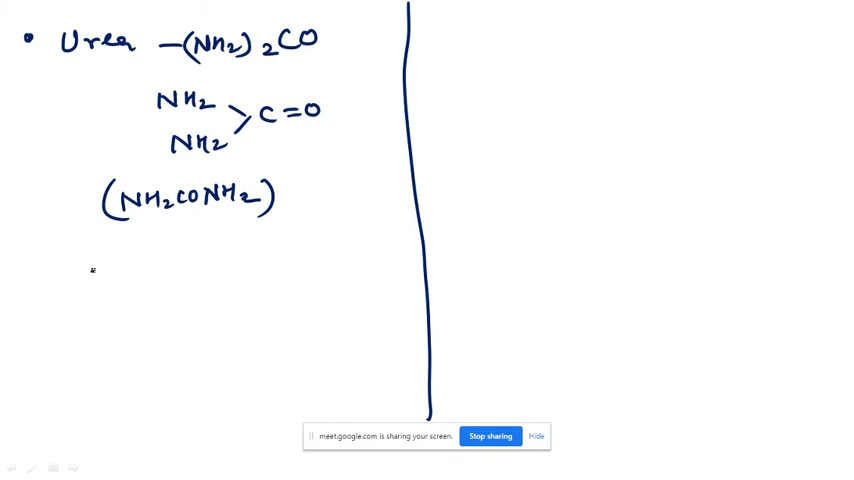 • Urea -(NH2)2CO
NH2
> C=O
NH2
(NH2CONH2)
meet.google.com is sharing your screen. Stop sharing Hide